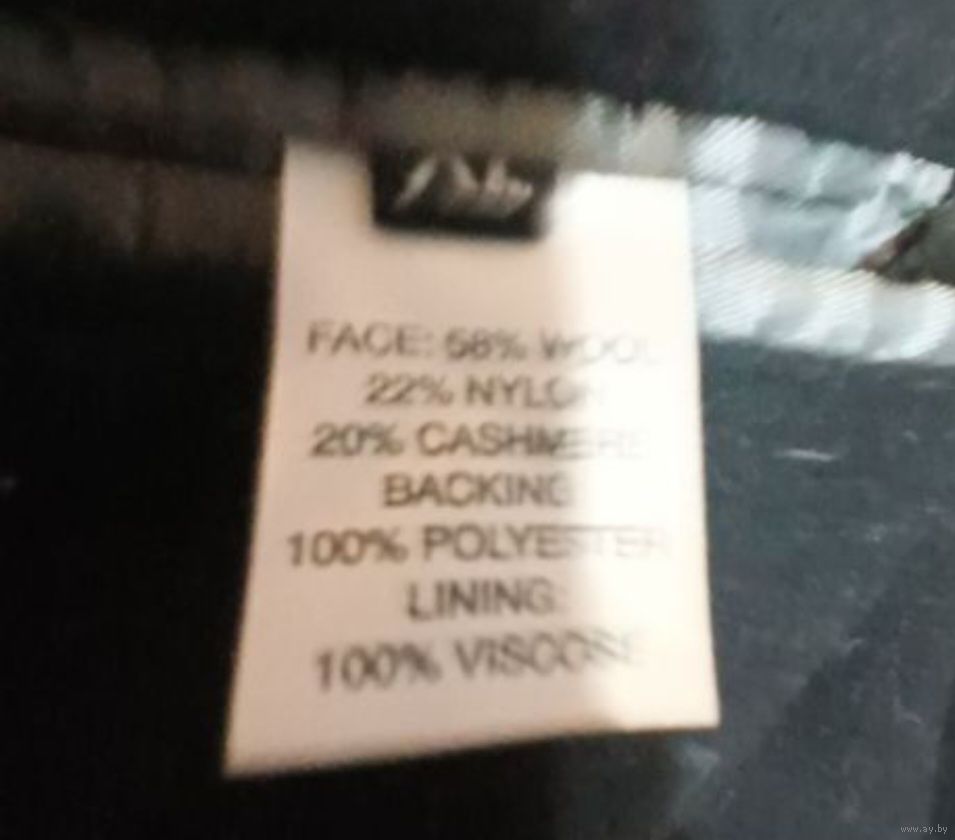 FACE: 58% WOOL
22% NYLON
20% CASHMERE
BACKING
100% POLYESTER
LINING:
100% VISCOSE
www.ay.by